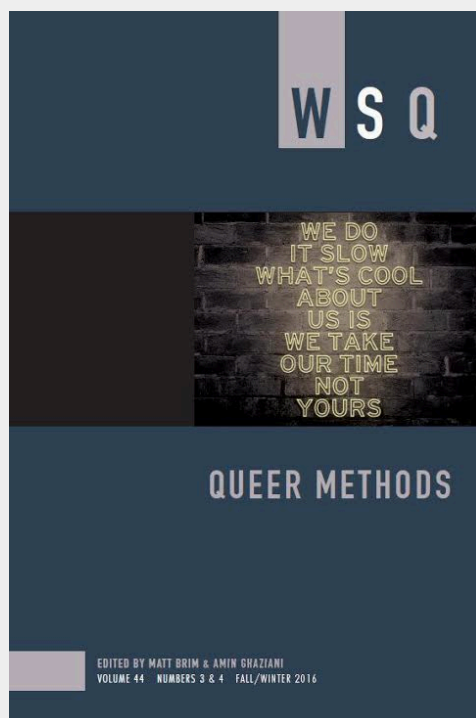 WSQ
WE DO
IT SLOW
WHAT'S COOL
ABOUT
US IS
WE TAKE
OUR TIME
NOT
YOURS
QUEER METHODS
EDITED BY MATT BRIM & AMIN GHAZIANI
VOLUME 44 NUMBERS 3 & 4 FALL/WINTER 2016